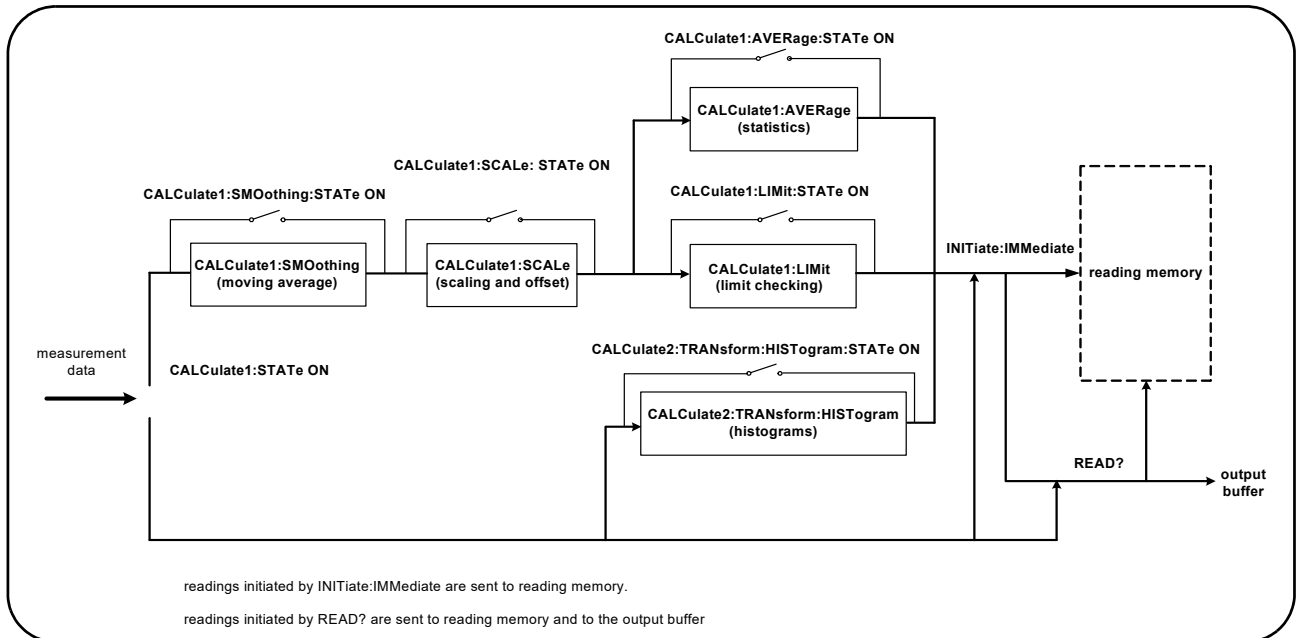 CALCulate1:AVERage:STATe ON
CALCulate1:AVERage
(statistics)
CALCulate1:SCALe: STATe ON
CALCulate1:SMOothing:STATe ON
CALCulate1:LIMit:STATe ON
CALCulate1:SMOothing
(moving average)
CALCulate1:SCALe
(scaling and offset)
CALCulate1:LIMit
(limit checking)
INITiate:IMMediate
reading memory
measurement
data
CALCulate1:STATe ON
CALCulate2:TRANsform:HISTogram:STATe ON
CALCulate2:TRANsform:HISTogram
(histograms)
READ?
output
buffer
readings initiated by INITiate:IMMediate are sent to reading memory.
readings initiated by READ? are sent to reading memory and to the output buffer